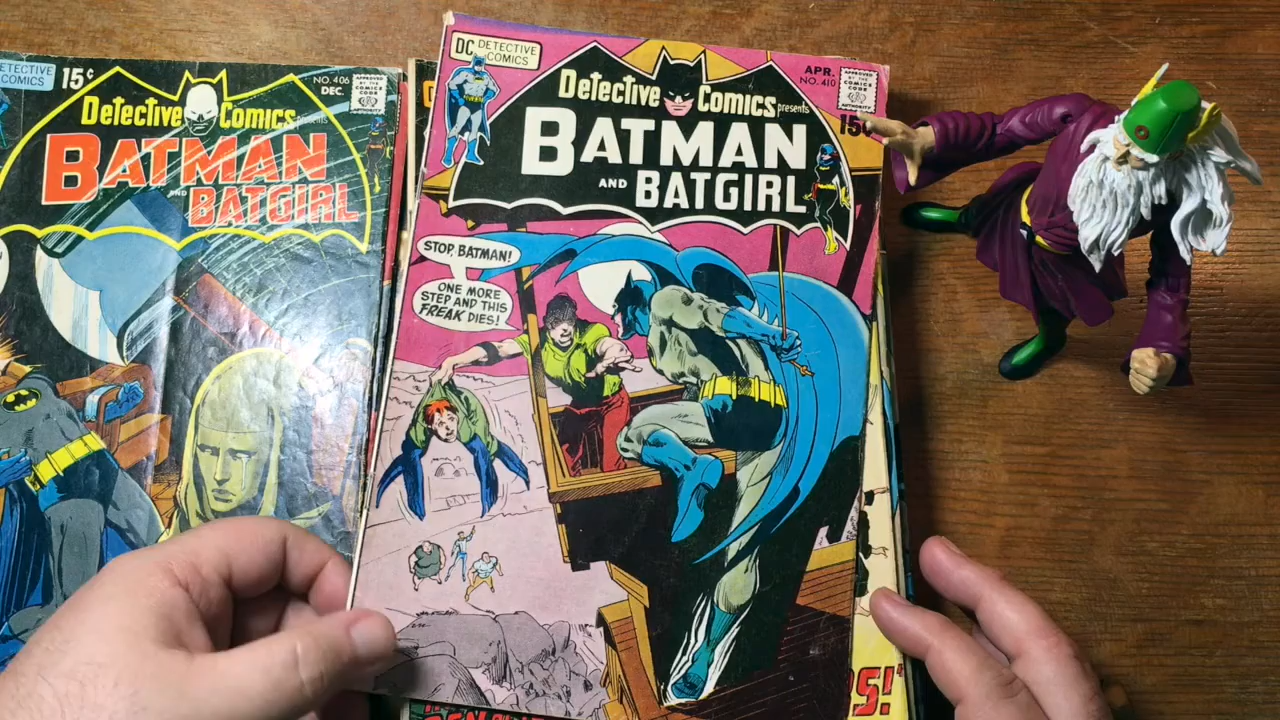 DETECTIVE
COMICS
15¢
NO. 406
DEC.
APPROVED
BY THE
COMICS
CODE
AUTHORITY
Detective Comics presents
BATMAN
AND BATGIRL
DC DETECTIVE
COMICS
APR.
NO. 410
APPROVED
BY THE
COMICS
CODE
AUTHORITY
15¢
Detective Comics presents
BATMAN
AND BATGIRL
STOP, BATMAN!
ONE MORE
STEP AND THIS
FREAK DIES!